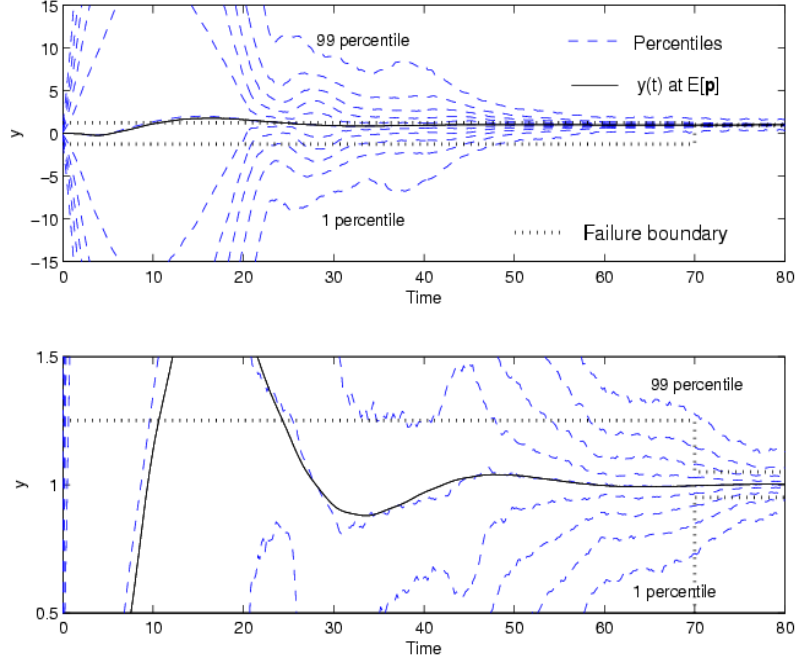 15
10
5
0
−5
−10
−15
y
99 percentile
1 percentile
Percentiles
y(t) at E[p]
Failure boundary
0 10 20 30 40 50 60 70 80
Time
1.5
1
0.5
y
99 percentile
1 percentile
0 10 20 30 40 50 60 70 80
Time